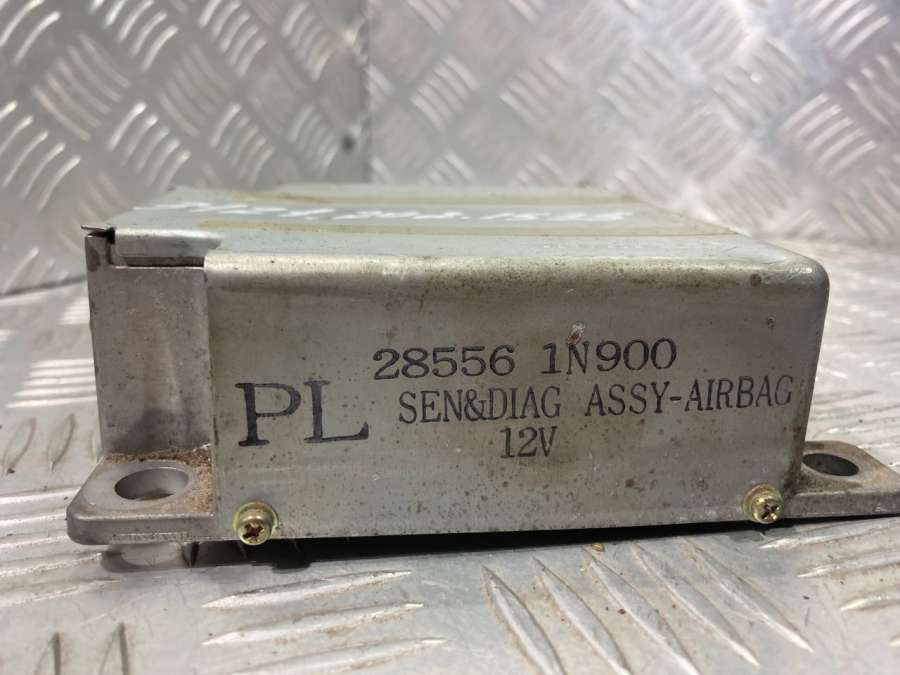 28556 1N900
PL SEN&DIAG ASSY-AIRBAG
12V